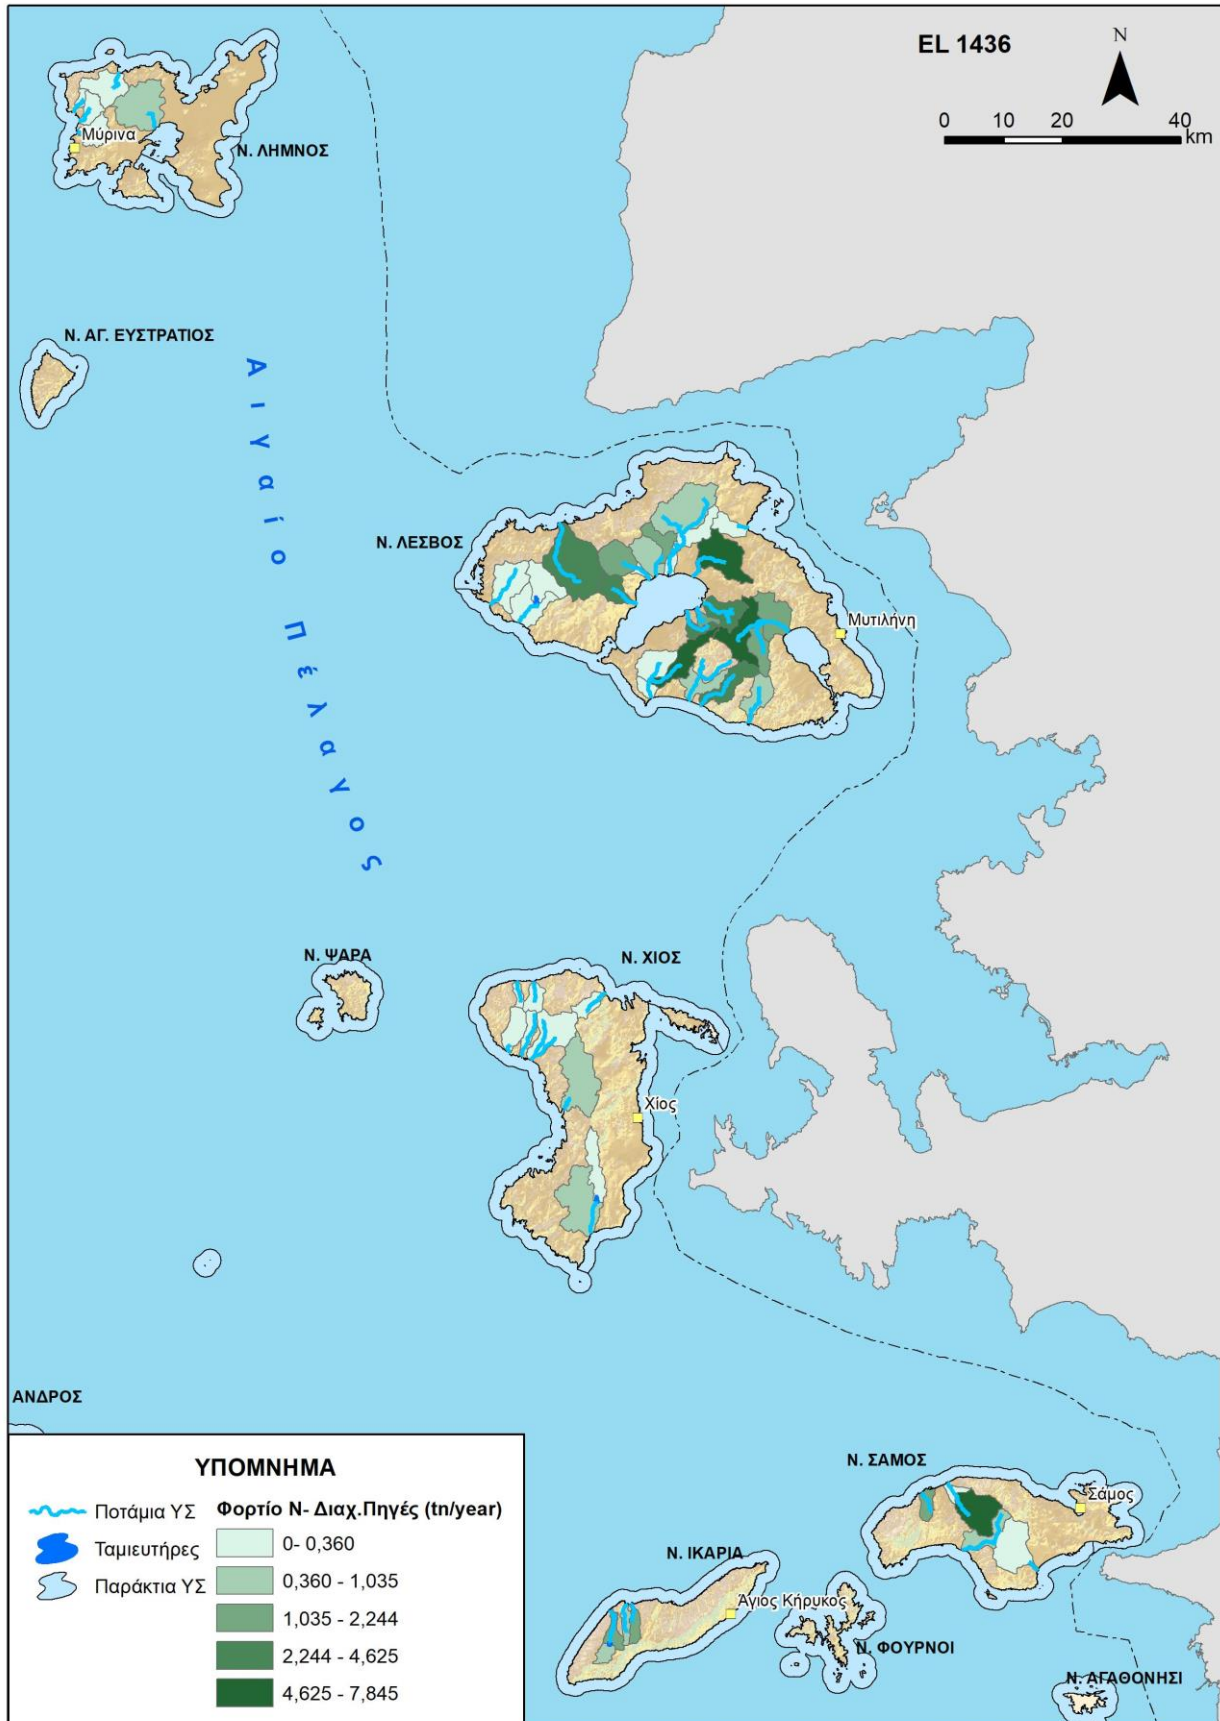 EL 1436
N
0 10 20 40
km
Μύρινα
Ν. ΛΗΜΝΟΣ
Ν. ΑΓ. ΕΥΣΤΡΑΤΙΟΣ
Αιγαίο Πέλαγος
Ν. ΛΕΣΒΟΣ
Μυτιλήνη
Ν. ΨΑΡΑ
Ν. ΧΙΟΣ
Χίος
ΑΝΔΡΟΣ
Ν. ΣΑΜΟΣ
Σάμος
Ν. ΙΚΑΡΙΑ
Άγιος Κήρυκος
Ν. ΦΟΥΡΝΟΙ
Ν. ΑΓΑΘΟΝΗΣΙ
ΥΠΟΜΝΗΜΑ
Ποτάμια ΥΣ
Ταμιευτήρες
Παράκτια ΥΣ
Φορτίο Ν- Διαχ.Πηγές (tn/year)
0- 0,360
0,360 - 1,035
1,035 - 2,244
2,244 - 4,625
4,625 - 7,845